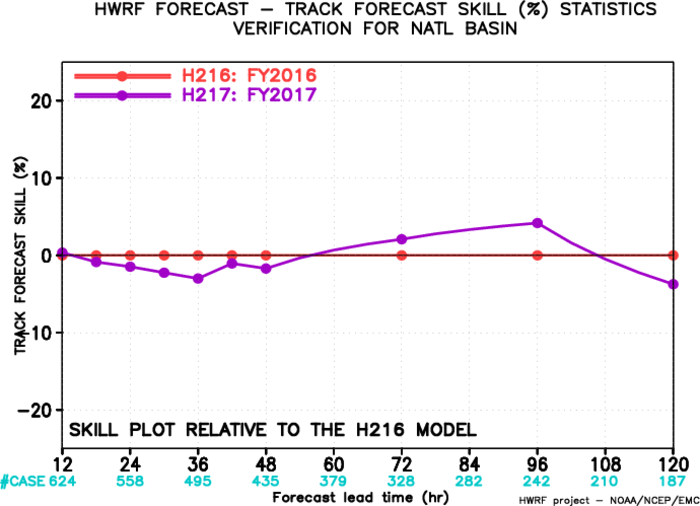 HWRF FORECAST – TRACK FORECAST SKILL (%) STATISTICS
VERIFICATION FOR NATL BASIN
H216: FY2016
H217: FY2017
20
10
0
-10
-20
TRACK FORECAST SKILL (%)
SKILL PLOT RELATIVE TO THE H216 MODEL
12 24 36 48 60 72 84 96 108 120
#CASE 624 558 495 435 379 328 282 242 210 187
Forecast lead time (hr)
HWRF project – NOAA/NCEP/EMC